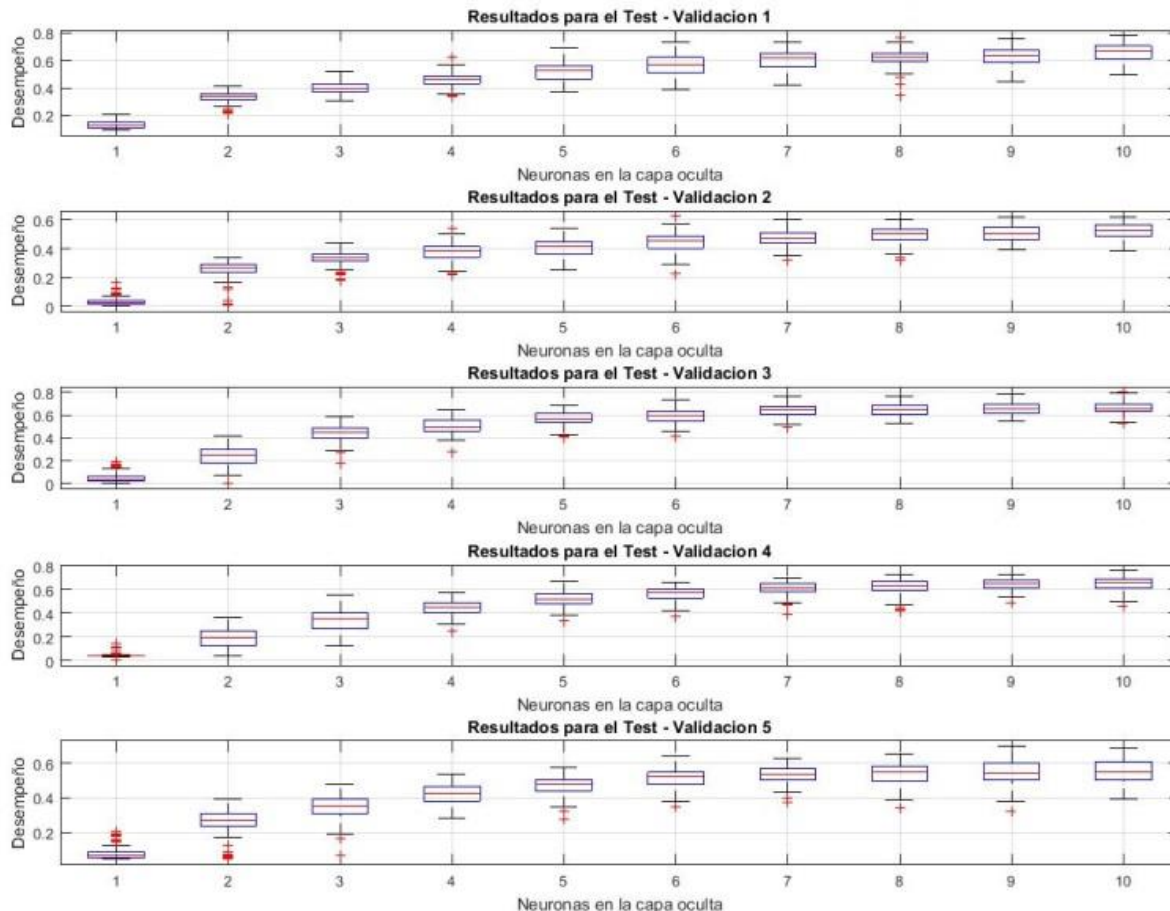 Resultados para el Test - Validacion 1
0.8
0.6
0.4
0.2
Desempeño
1 2 3 4 5 6 7 8 9 10
Neuronas en la capa oculta
Resultados para el Test - Validacion 2
0.6
0.4
0.2
0
Desempeño
1 2 3 4 5 6 7 8 9 10
Neuronas en la capa oculta
Resultados para el Test - Validacion 3
0.8
0.6
0.4
0.2
0
Desempeño
1 2 3 4 5 6 7 8 9 10
Neuronas en la capa oculta
Resultados para el Test - Validacion 4
0.8
0.6
0.4
0.2
0
Desempeño
1 2 3 4 5 6 7 8 9 10
Neuronas en la capa oculta
Resultados para el Test - Validacion 5
0.6
0.4
0.2
Desempeño
1 2 3 4 5 6 7 8 9 10
Neuronas en la capa oculta